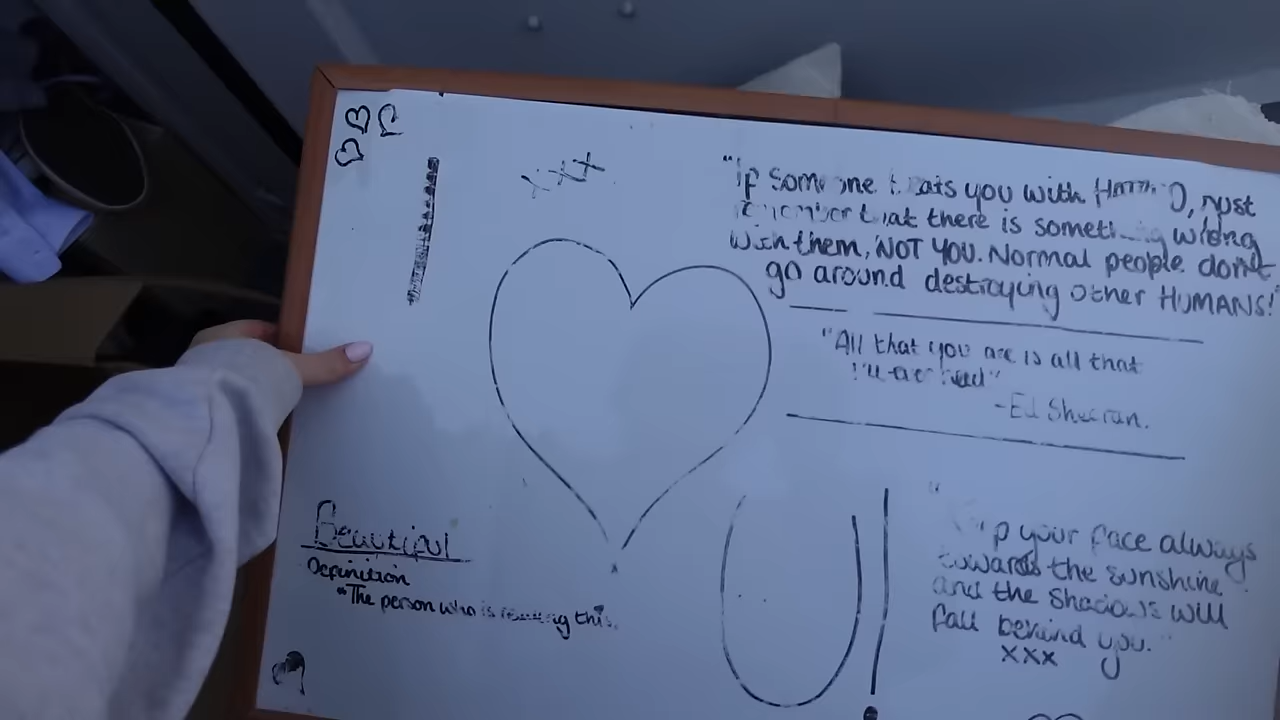 xxx
"If someone treats you with HATRED, must
remember that there is something wrong
with them, NOT YOU. Normal people don't
go around destroying other HUMANS!"
"All that you are is all that
I'll ever need"
-Ed Sheeran.
I
U!
Beautiful
Definition
"The person who is reading this.
"Keep your face always
towards the sunshine
and the shadows will
fall behind you."
xxx